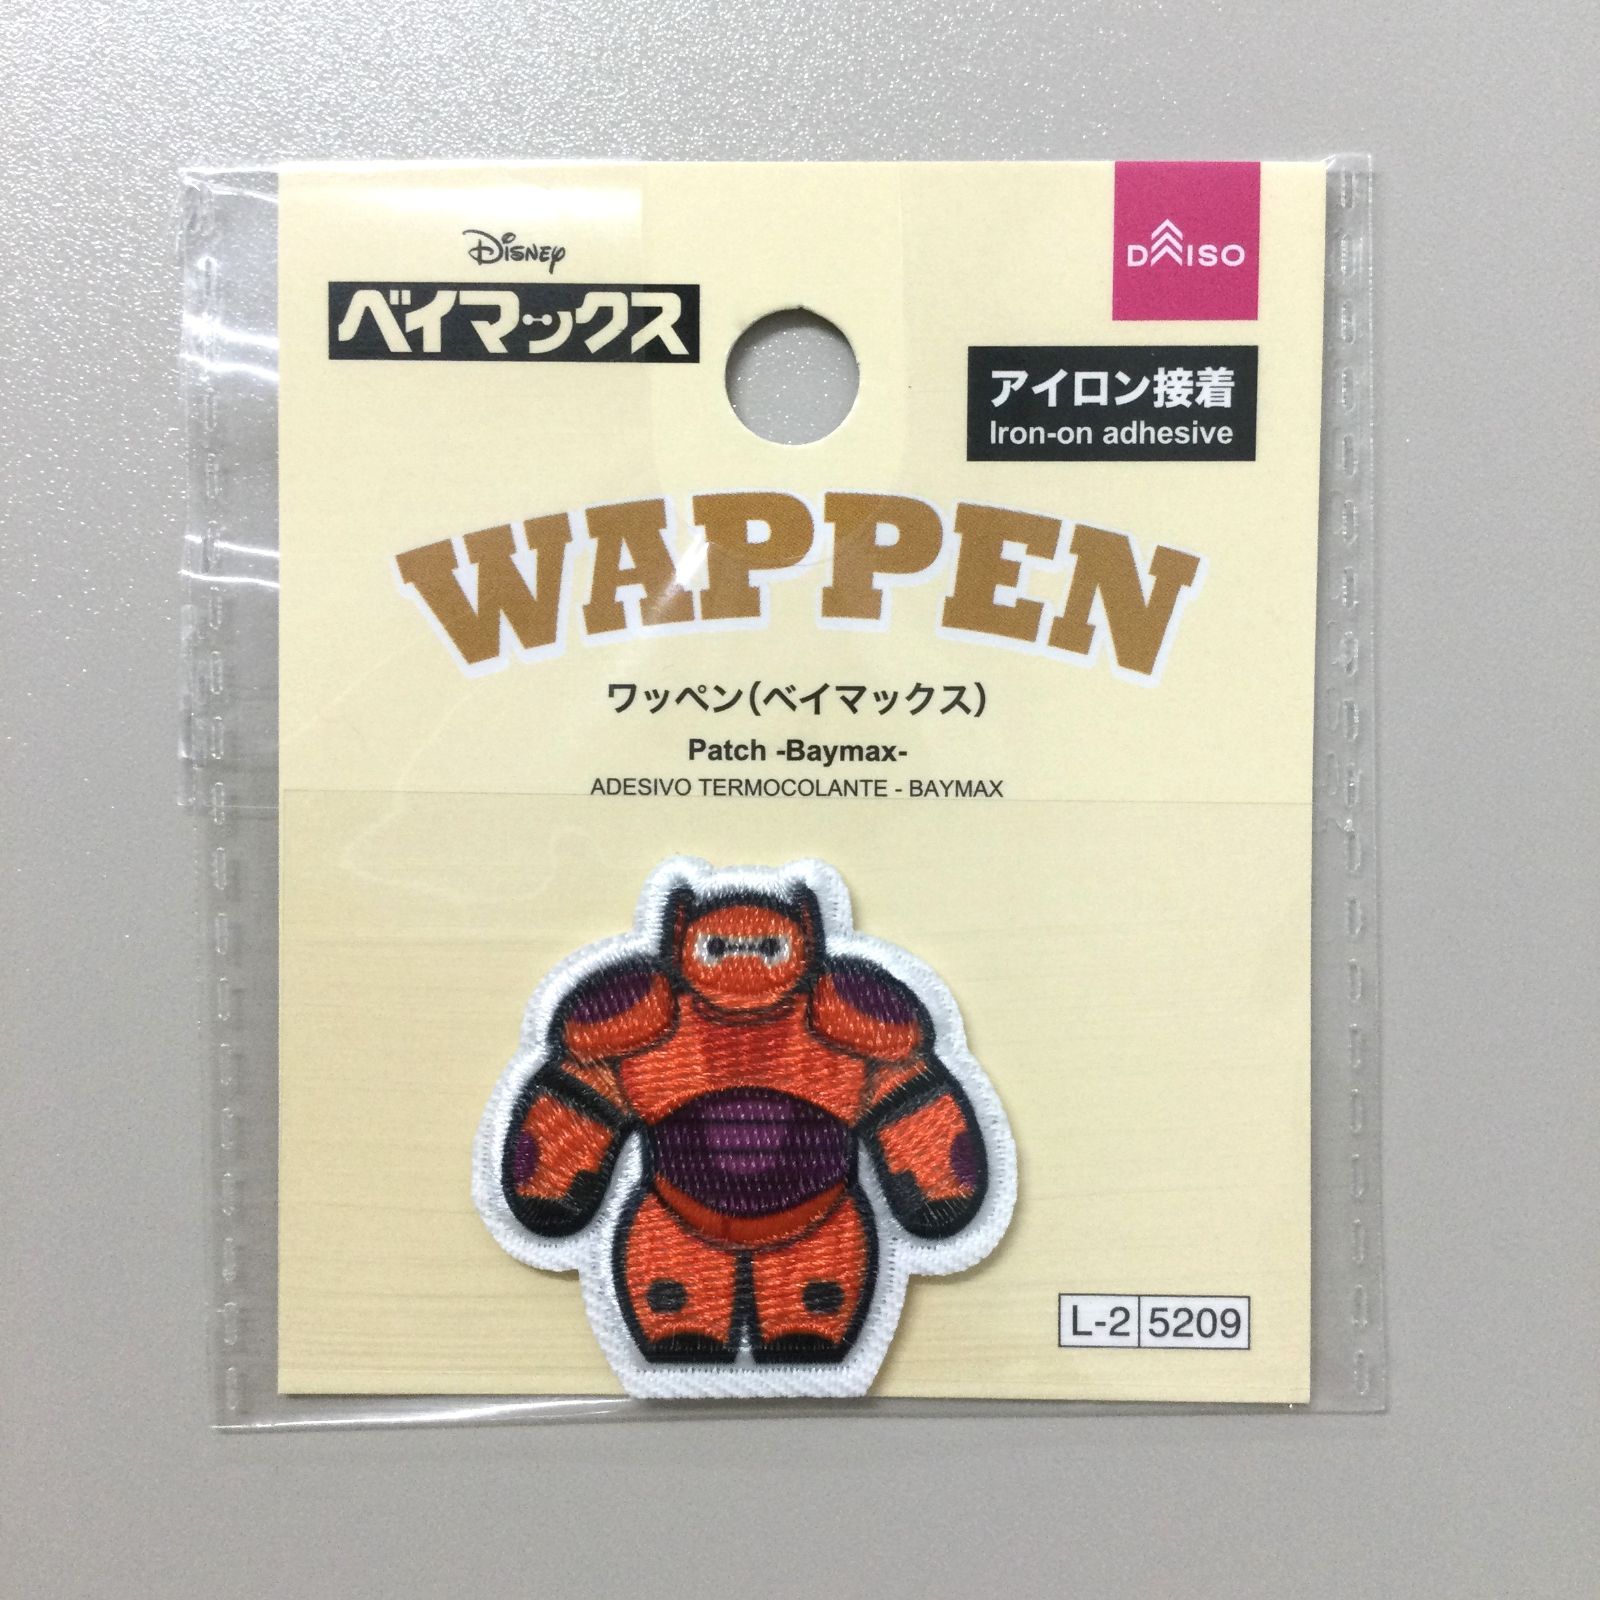 Disney
ベイマックス
DAISO
アイロン接着
Iron-on adhesive
WAPPEN
ワッペン(ベイマックス)
Patch -Baymax-
ADESIVO TERMOCOLANTE - BAYMAX
L-2 5209